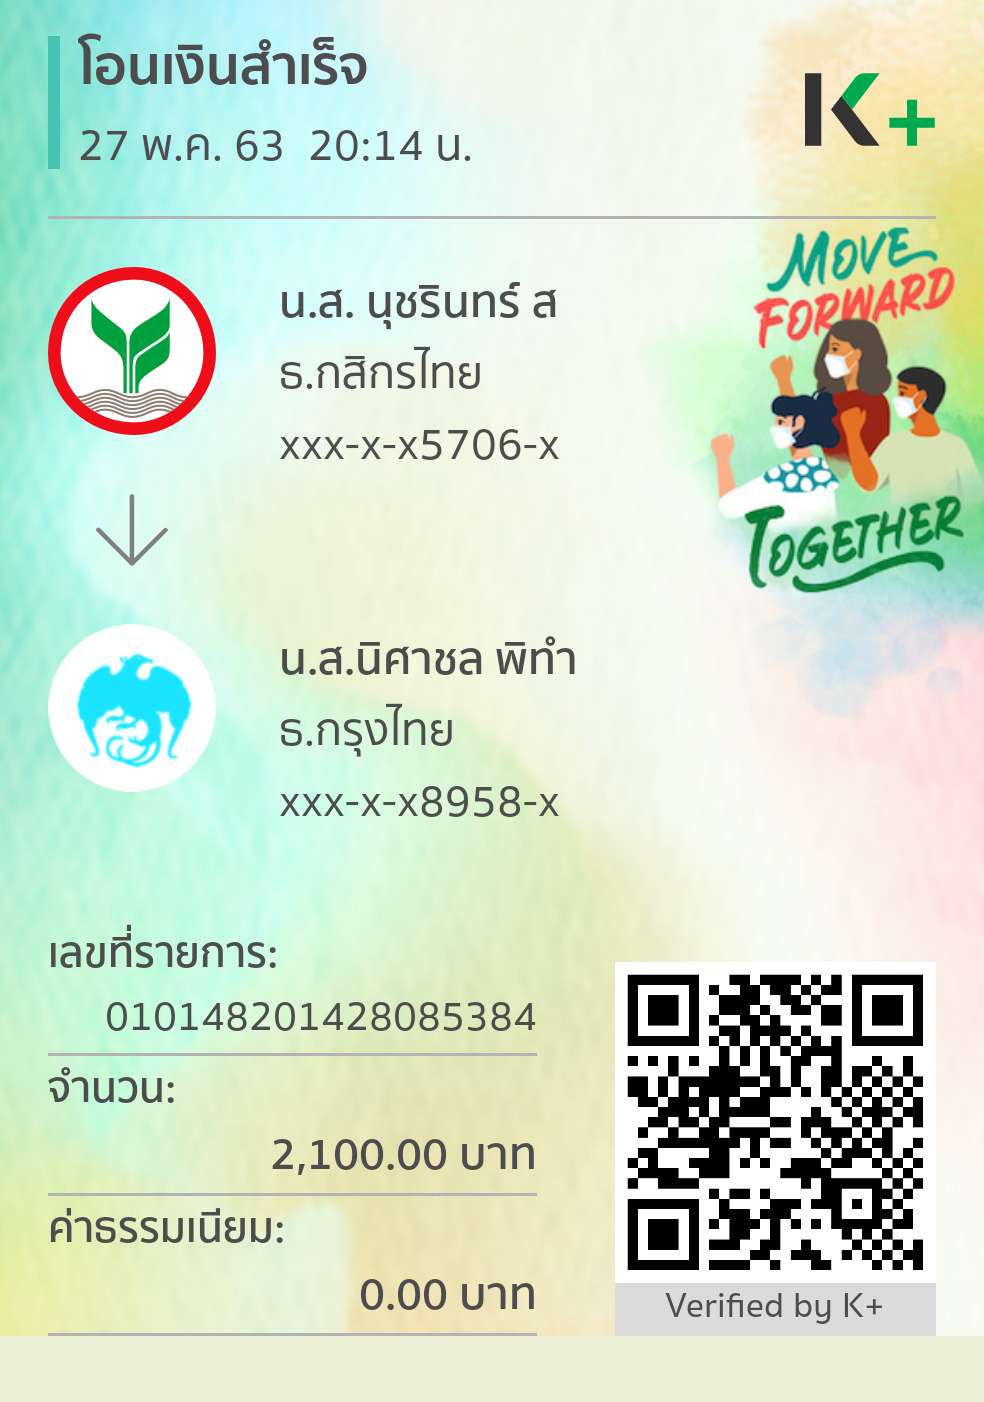 โอนเงินสำเร็จ
27 พ.ค. 63 20:14 น.
K+
MOVE
FORWARD
TOGETHER
น.ส. นุชรินทร์ ส
ธ.กสิกรไทย
xxx-x-x5706-x
น.ส.นิศาชล พิทำ
ธ.กรุงไทย
xxx-x-x8958-x
เลขที่รายการ:
010148201428085384
จำนวน:
2,100.00 บาท
ค่าธรรมเนียม:
0.00 บาท
Verified by K+